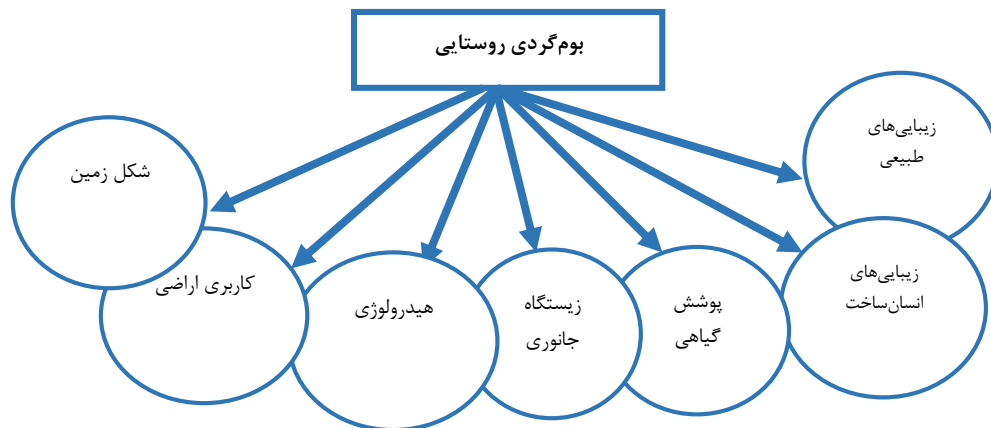 بوم‌گردی روستایی
زیبایی‌های
طبیعی
زیبایی‌های
انسان‌ساخت
پوشش
گیاهی
زیستگاه
جانوری
هیدرولوژی
کاربری اراضی
شکل زمین